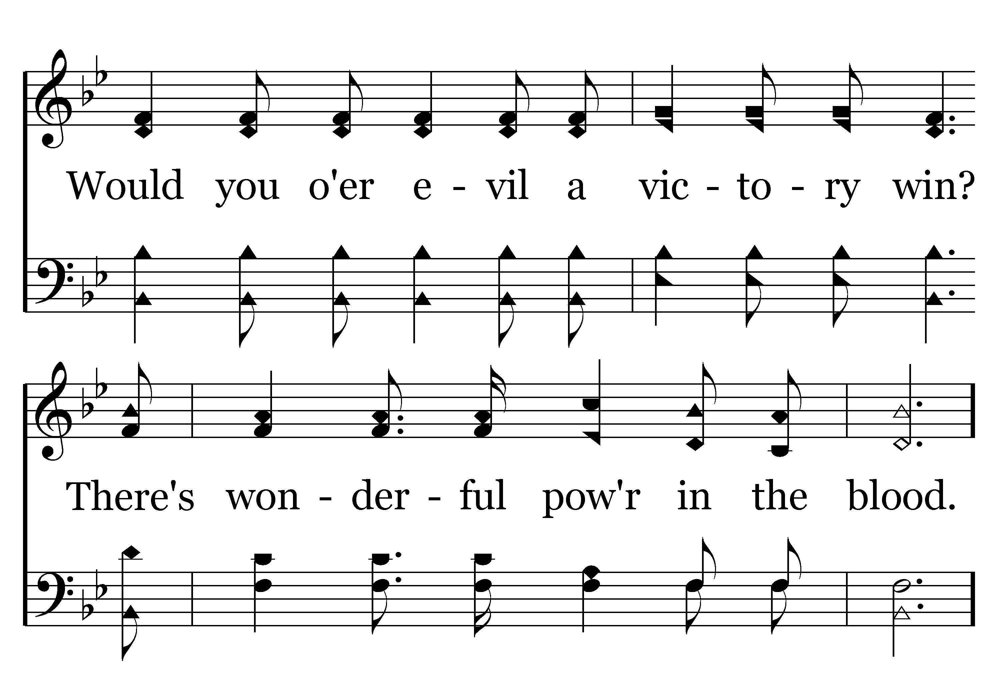 Would you o'er e - vil a vic - to - ry win?
There's won - der - ful pow'r in the blood.